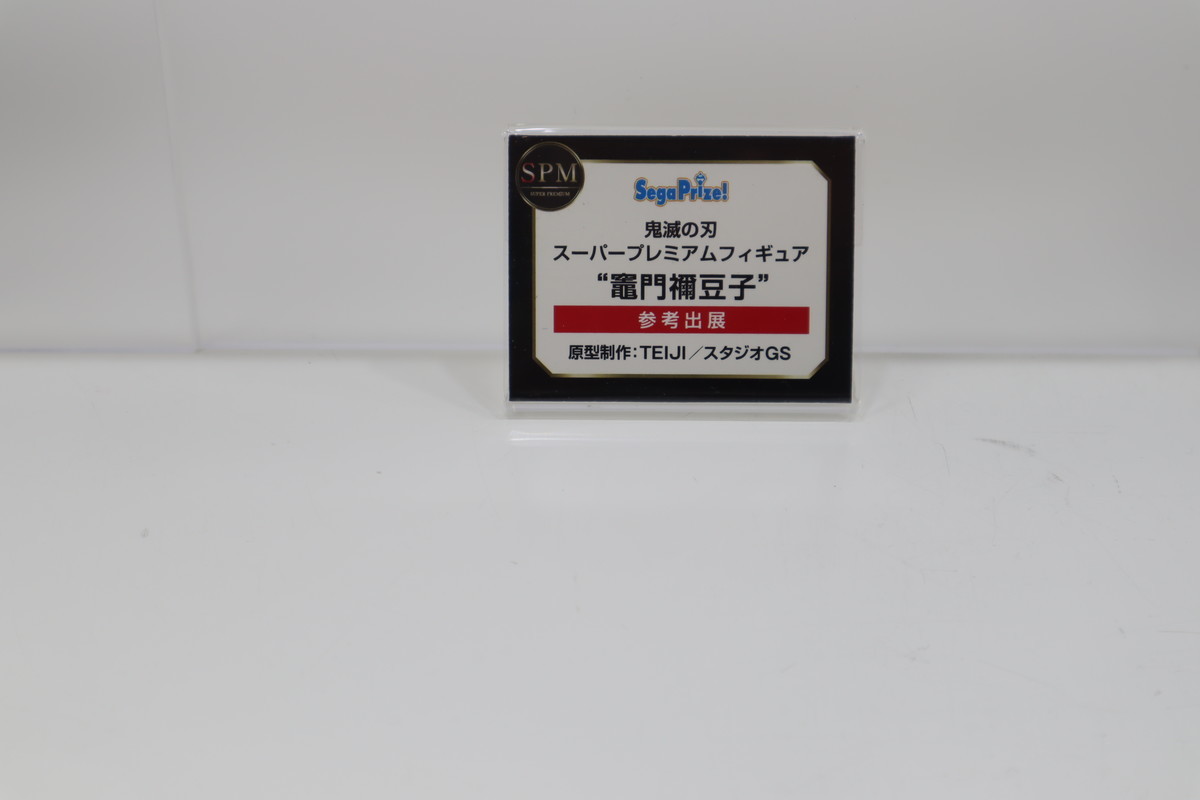 SPM
SUPER PREMIUM
SegaPrize!
鬼滅の刃
スーパープレミアムフィギュア
“竈門禰豆子”
参考出展
原型制作：TEIJI／スタジオGS